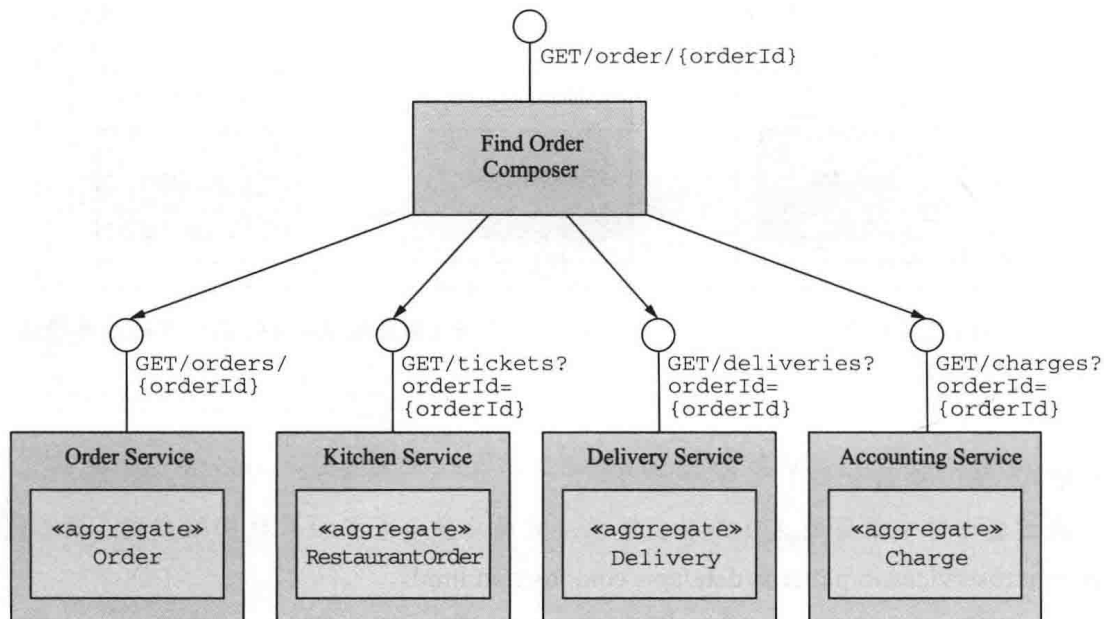 GET/order/{orderId}
Find Order
Composer
GET/orders/
{orderId}
GET/tickets?
orderId=
{orderId}
GET/deliveries?
orderId=
{orderId}
GET/charges?
orderId=
{orderId}
Order Service
«aggregate»
Order
Kitchen Service
«aggregate»
RestaurantOrder
Delivery Service
«aggregate»
Delivery
Accounting Service
«aggregate»
Charge